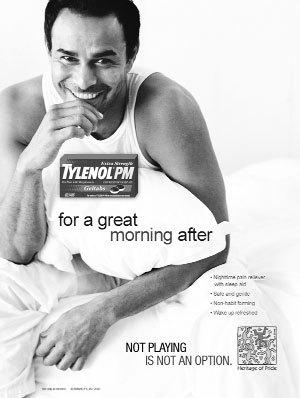 Extra Strength
TYLENOL PM
Geltabs
for a great
morning after
• Nighttime pain reliever
with sleep aid
• Safe and gentle
• Non-habit forming
• Wake up refreshed
NOT PLAYING
IS NOT AN OPTION.
Heritage of Pride